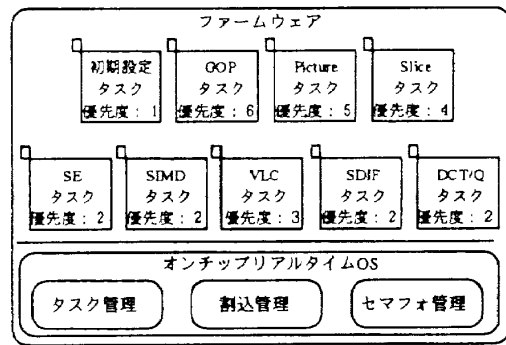 ファームウェア
初期設定
タスク
優先度： 1
GOP
タスク
優先度： 6
Picture
タスク
優先度： 5
Slice
タスク
優先度： 4
SE
タスク
優先度： 2
SIMD
タスク
優先度： 2
VLC
タスク
優先度： 3
SDIF
タスク
優先度： 2
DCT/Q
タスク
優先度： 2
オンチップリアルタイムOS
タスク管理
割込管理
セマフォ管理